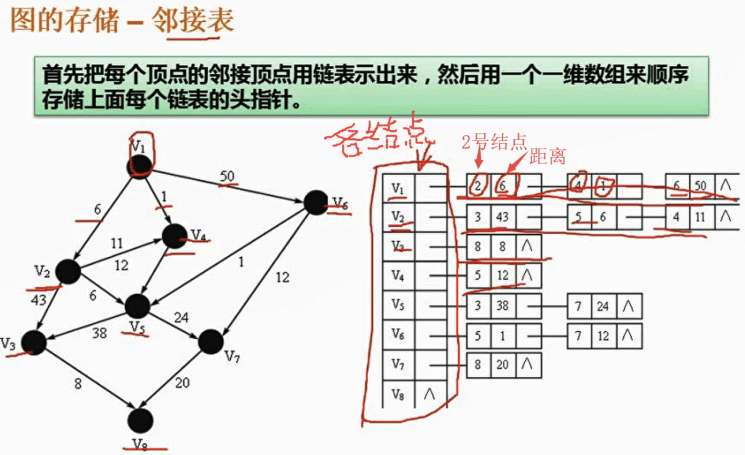 图的存储 – 邻接表
首先把每个顶点的邻接顶点用链表示出来，然后用一个一维数组来顺序
存储上面每个链表的头指针。
各结点
2号结点
距离
V1
50
6
1
V6
V4
11
12
1
12
V2
43
6
V5
24
38
V3
V7
8
20
V8
V1 2 6 4 1 6 50 ∧
V2 3 43 5 6 4 11 ∧
V3 8 8 ∧
V4 5 12 ∧
V5 3 38 7 24 ∧
V6 5 1 7 12 ∧
V7 8 20 ∧
V8 ∧